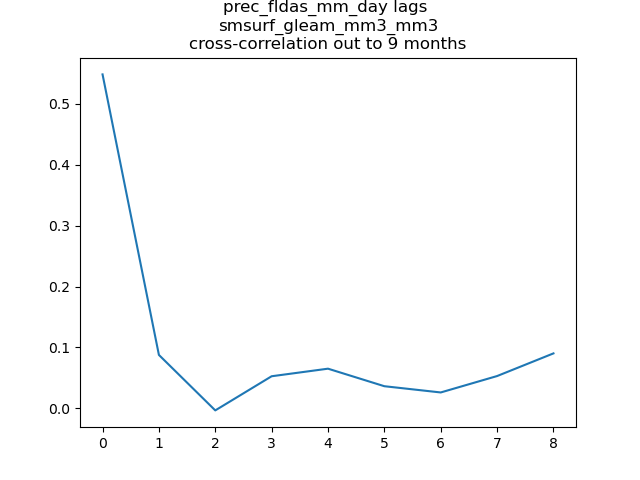 prec_fldas_mm_day lags
smsurf_gleam_mm3_mm3
cross-correlation out to 9 months
0.5
0.4
0.3
0.2
0.1
0.0
0 1 2 3 4 5 6 7 8